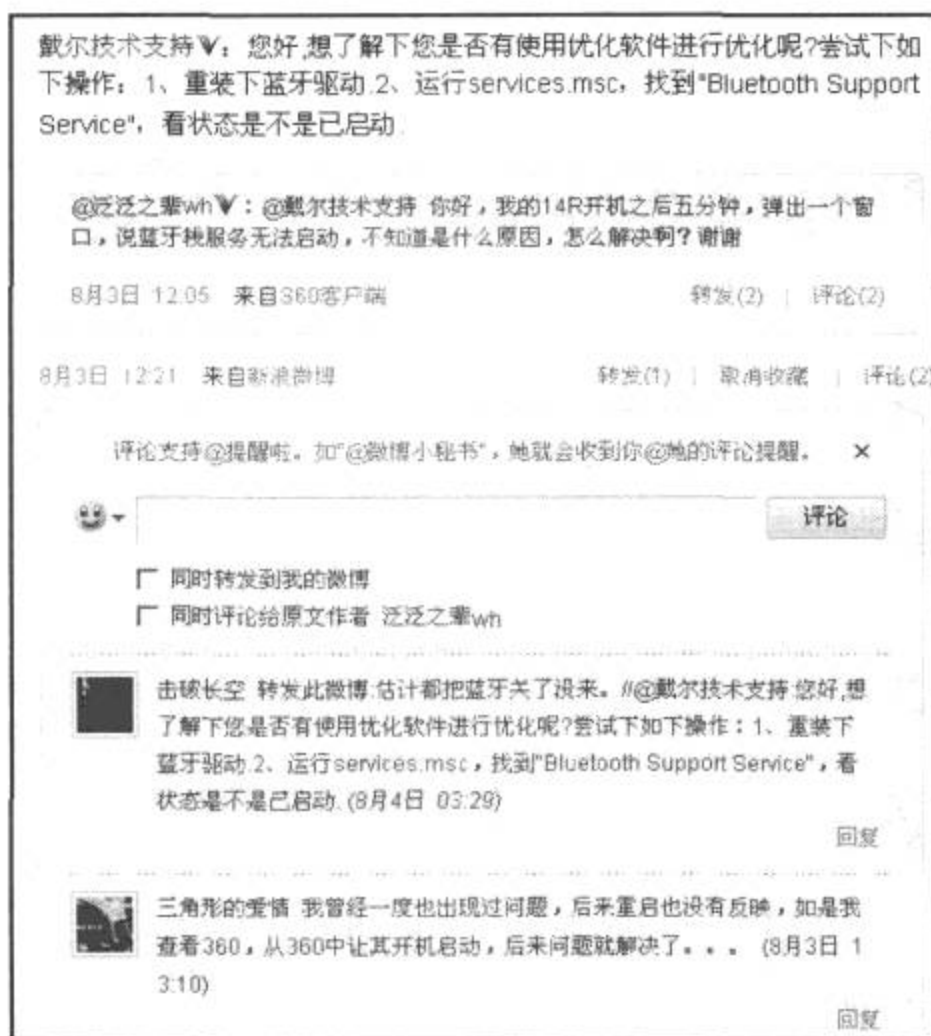 戴尔技术支持V：您好,想了解下您是否有使用优化软件进行优化呢?尝试下如
下操作：1、重装下蓝牙驱动.2、运行services.msc，找到"Bluetooth Support
Service"，看状态是不是已启动.
@泛泛之辈whV：@戴尔技术支持 你好，我的14R开机之后五分钟，弹出一个窗
口，说蓝牙栈服务无法启动，不知道是什么原因，怎么解决啊？谢谢
8月3日 12:05 来自360客户端 转发(2) | 评论(2)
8月3日 12:21 来自新浪微博 转发(1) | 取消收藏 | 评论(2)
评论支持@提醒啦。如“@微博小秘书”，她就会收到你@她的评论提醒。 ×
评论
同时转发到我的微博
同时评论给原文作者 泛泛之辈wh
击破长空 转发此微博:估计都把蓝牙关了没来。//@戴尔技术支持:您好,想
了解下您是否有使用优化软件进行优化呢?尝试下如下操作：1、重装下
蓝牙驱动.2、运行services.msc，找到"Bluetooth Support Service"，看
状态是不是已启动. (8月4日 03:29)
回复
三角形的爱情 我曾经一度也出现过问题，后来重启也没有反映，如是我
查看360，从360中让其开机启动，后来问题就解决了。。。 (8月3日 1
3:10)
回复